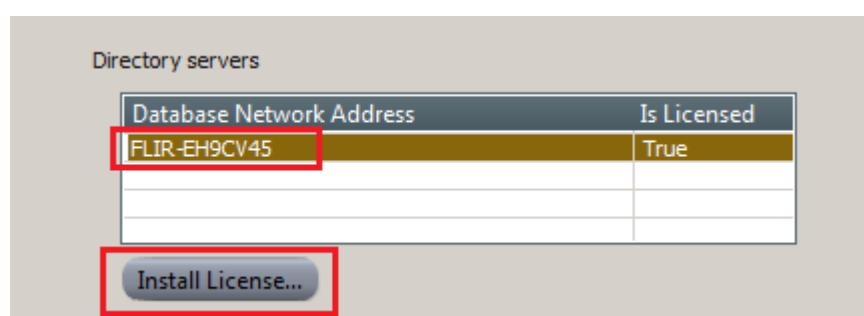 Directory servers
Database Network Address Is Licensed
FLIR-EH9CV45 True
Install License...